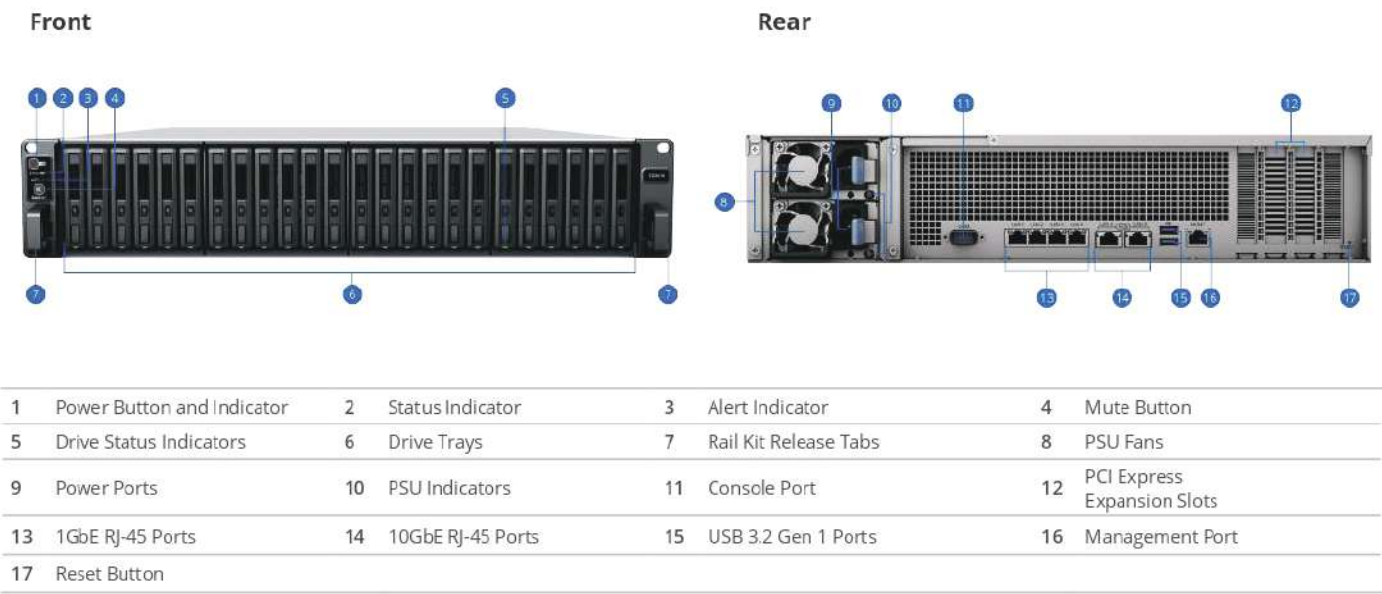 Front
Rear
1 2 3 4 5
9 10 11 12
8
7 6 7
13 14 15 16 17
1 Power Button and Indicator 2 Status Indicator 3 Alert Indicator 4 Mute Button
5 Drive Status Indicators 6 Drive Trays 7 Rail Kit Release Tabs 8 PSU Fans
9 Power Ports 10 PSU Indicators 11 Console Port 12 PCI Express
Expansion Slots
13 1GbE RJ-45 Ports 14 10GbE RJ-45 Ports 15 USB 3.2 Gen 1 Ports 16 Management Port
17 Reset Button